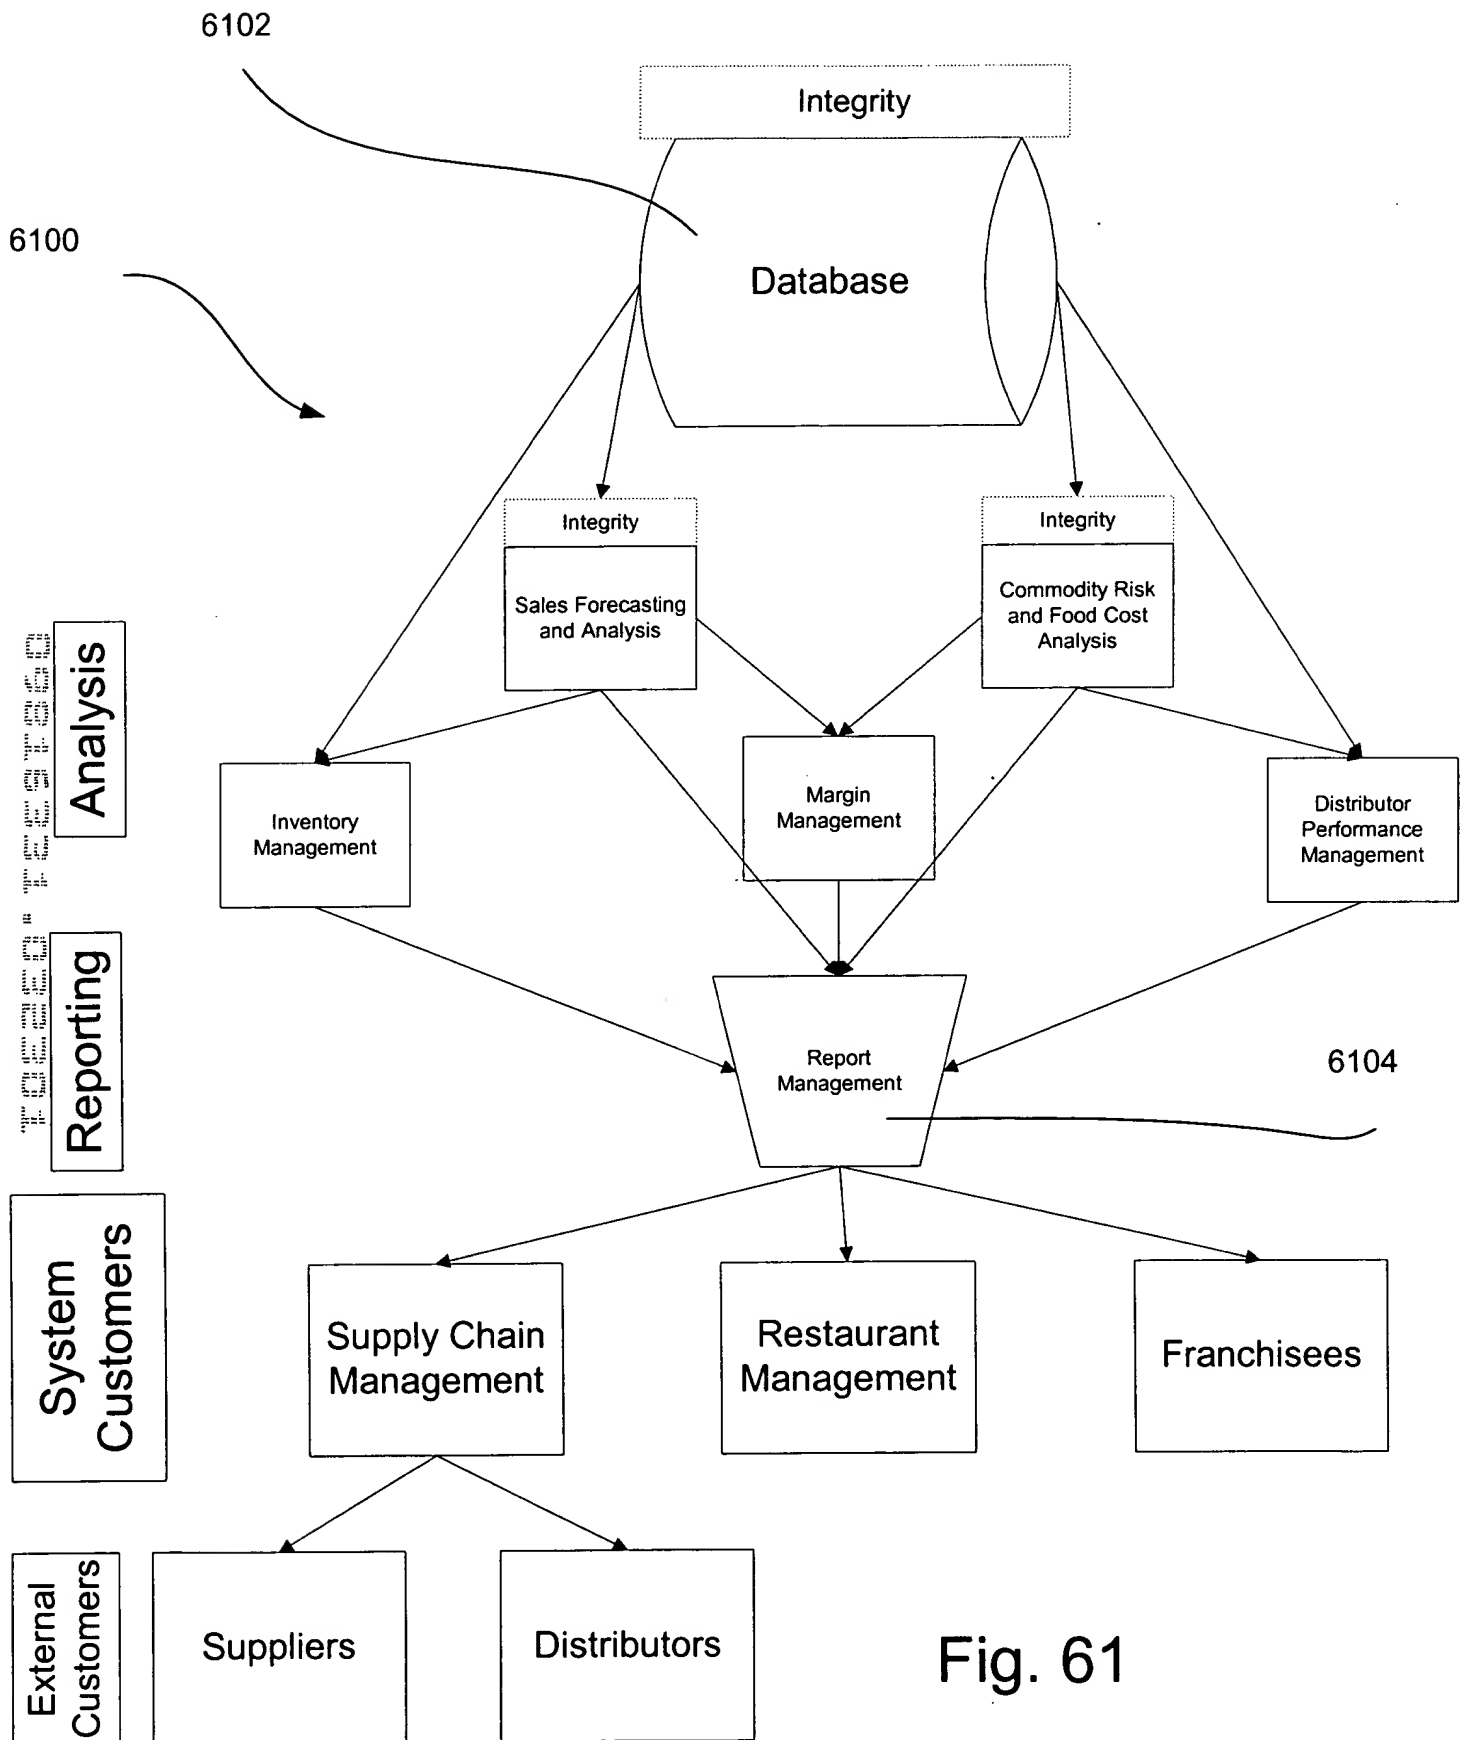 6102
Integrity
6100
Database
Integrity
Integrity
Sales Forecasting
and Analysis
Commodity Risk
and Food Cost
Analysis
Analysis
Inventory
Management
Margin
Management
Distributor
Performance
Management
Reporting
Report
Management
6104
System
Customers
Supply Chain
Management
Restaurant
Management
Franchisees
External
Customers
Suppliers
Distributors
Fig. 61